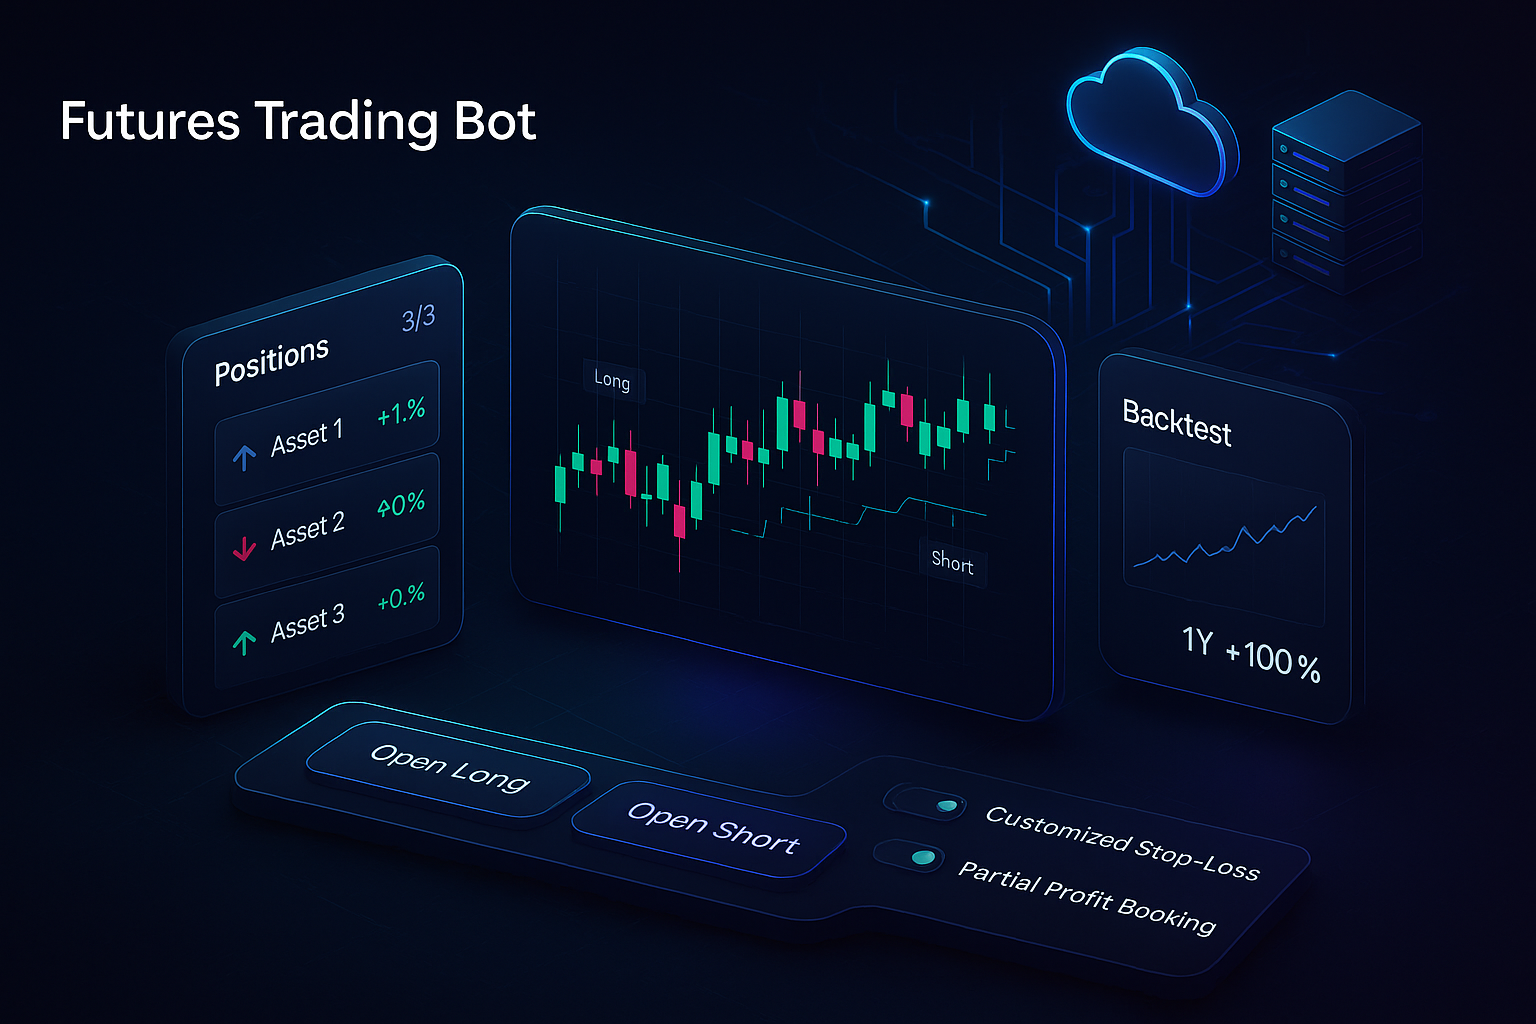 Futures Trading Bot
Positions 3/3
Asset 1 +1.%
Asset 2 0%
Asset 3 +0.%
Long
Short
Backtest
1Y +100%
Open Long
Open Short
Customized Stop-Loss
Partial Profit Booking